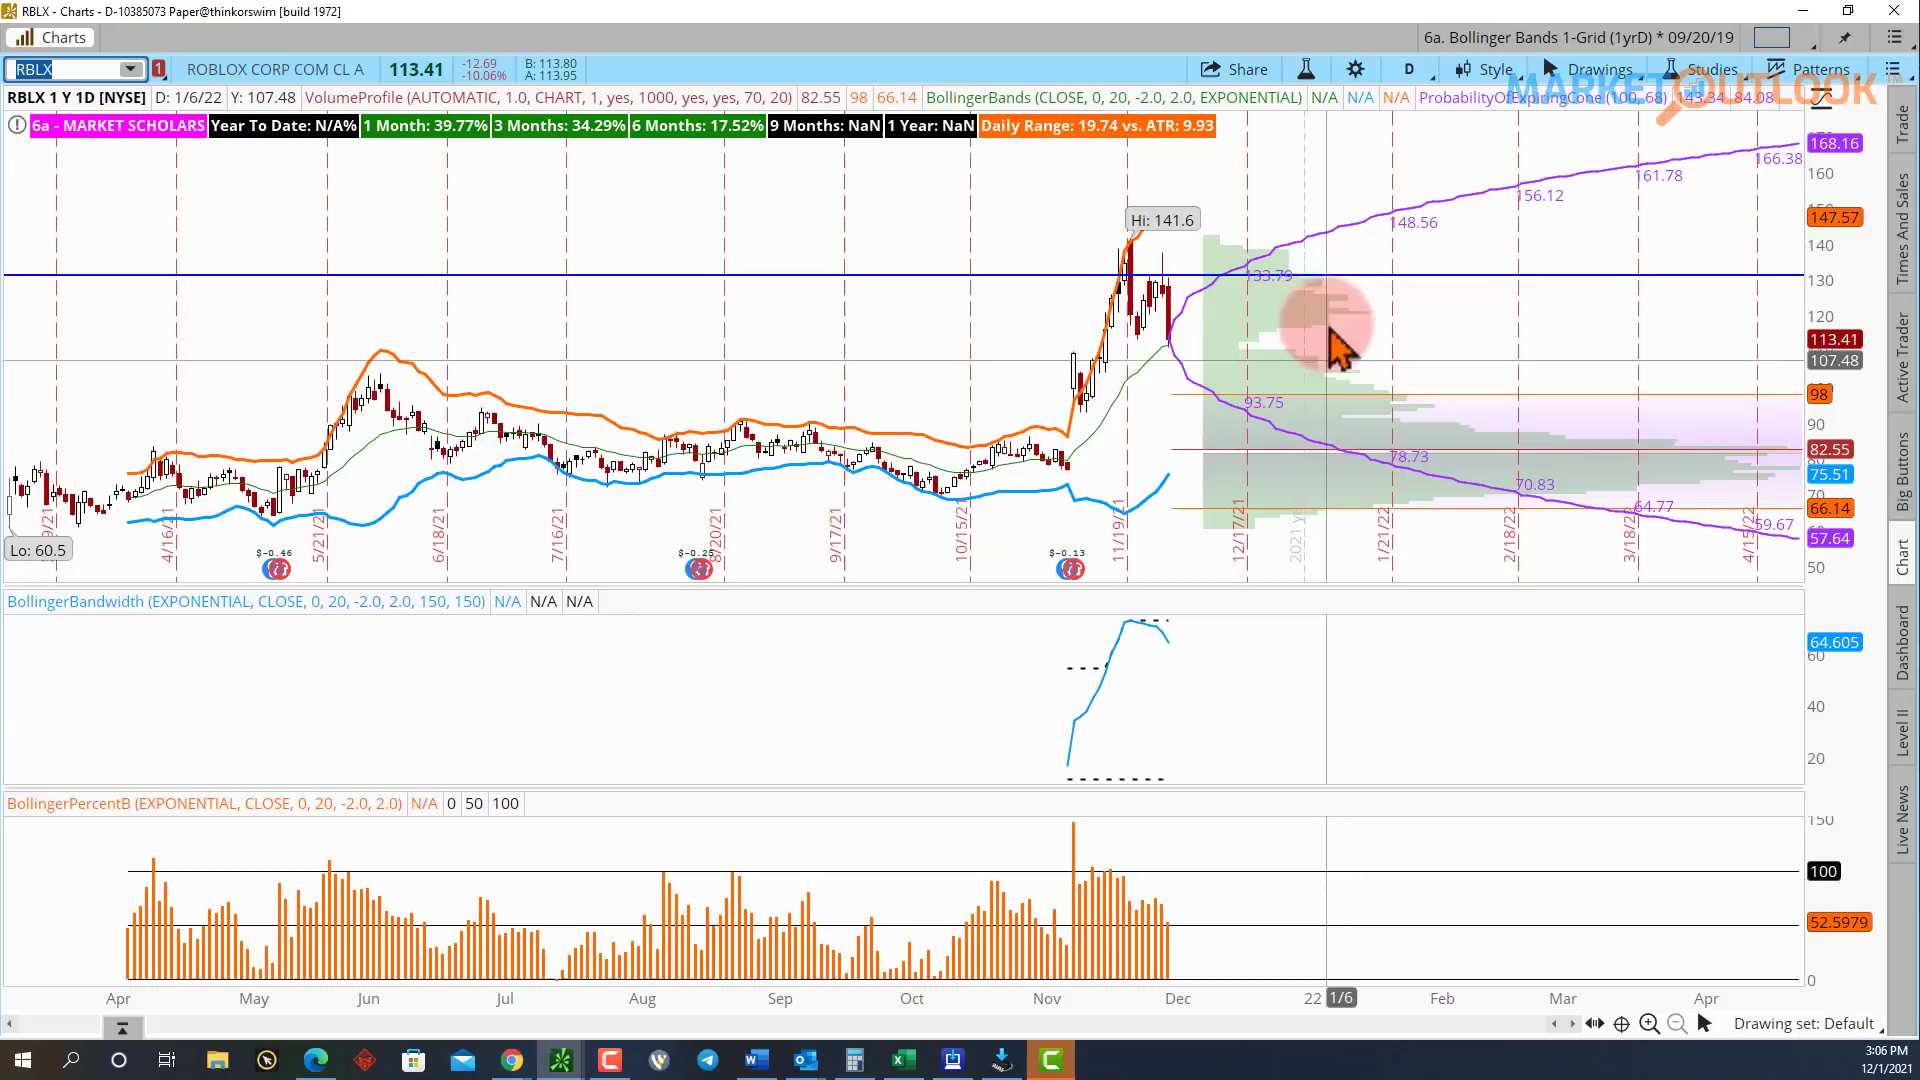 RBLX - Charts - D-10385073 Paper@thinkorswim [build 1972]
Charts
6a. Bollinger Bands 1-Grid (1yrD) * 09/20/19
RBLX
1
ROBLOX CORP COM CL A
113.41
-12.69
-10.06%
B: 113.80
A: 113.95
Share
D
Style
Drawings
Studies
Patterns
MARKET OUTLOOK
RBLX 1 Y 1D [NYSE]
D: 1/6/22
Y: 107.48
VolumeProfile (AUTOMATIC, 1.0, CHART, 1, yes, 1000, yes, yes, 70, 20)
82.55
98
66.14
BollingerBands (CLOSE, 0, 20, -2.0, 2.0, EXPONENTIAL)
N/A
N/A
N/A
ProbabilityOfExpiringCone (100, 68)
143.34
84.08
6a - MARKET SCHOLARS
Year To Date: N/A%
1 Month: 39.77%
3 Months: 34.29%
6 Months: 17.52%
9 Months: NaN
1 Year: NaN
Daily Range: 19.74 vs. ATR: 9.93
168.16
166.38
160
161.78
156.12
Hi: 141.6
147.57
148.56
140
133.79
130
120
113.41
107.48
98
93.75
90
82.55
78.73
75.51
70
70.83
66.14
64.77
59.67
57.64
50
Lo: 60.5
4/16/21
5/21/21
6/18/21
7/16/21
8/20/21
9/17/21
10/15/21
11/19/21
12/17/21
1/21/22
2/18/22
4/15/22
$-0.46
$-0.25
$-0.13
BollingerBandwidth (EXPONENTIAL, CLOSE, 0, 20, -2.0, 2.0, 150, 150)
N/A
N/A
N/A
64.605
60
40
20
BollingerPercentB (EXPONENTIAL, CLOSE, 0, 20, -2.0, 2.0)
N/A
0
50
100
150
100
52.5979
0
Apr
May
Jun
Jul
Aug
Sep
Oct
Nov
Dec
22
1/6
Feb
Mar
Apr
Drawing set: Default
Trade
Times And Sales
Active Trader
Big Buttons
Chart
Dashboard
Level II
Live News
3:06 PM
12/1/2021